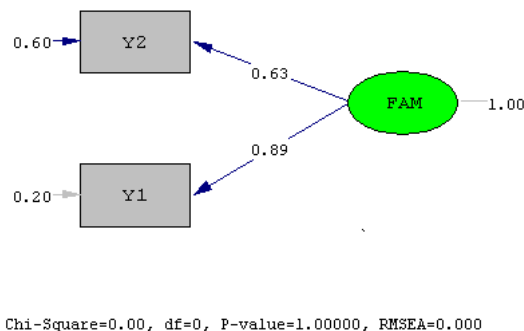 0.60
Y2
0.63
FAM
1.00
0.89
0.20
Y1
Chi-Square=0.00, df=0, P-value=1.00000, RMSEA=0.000